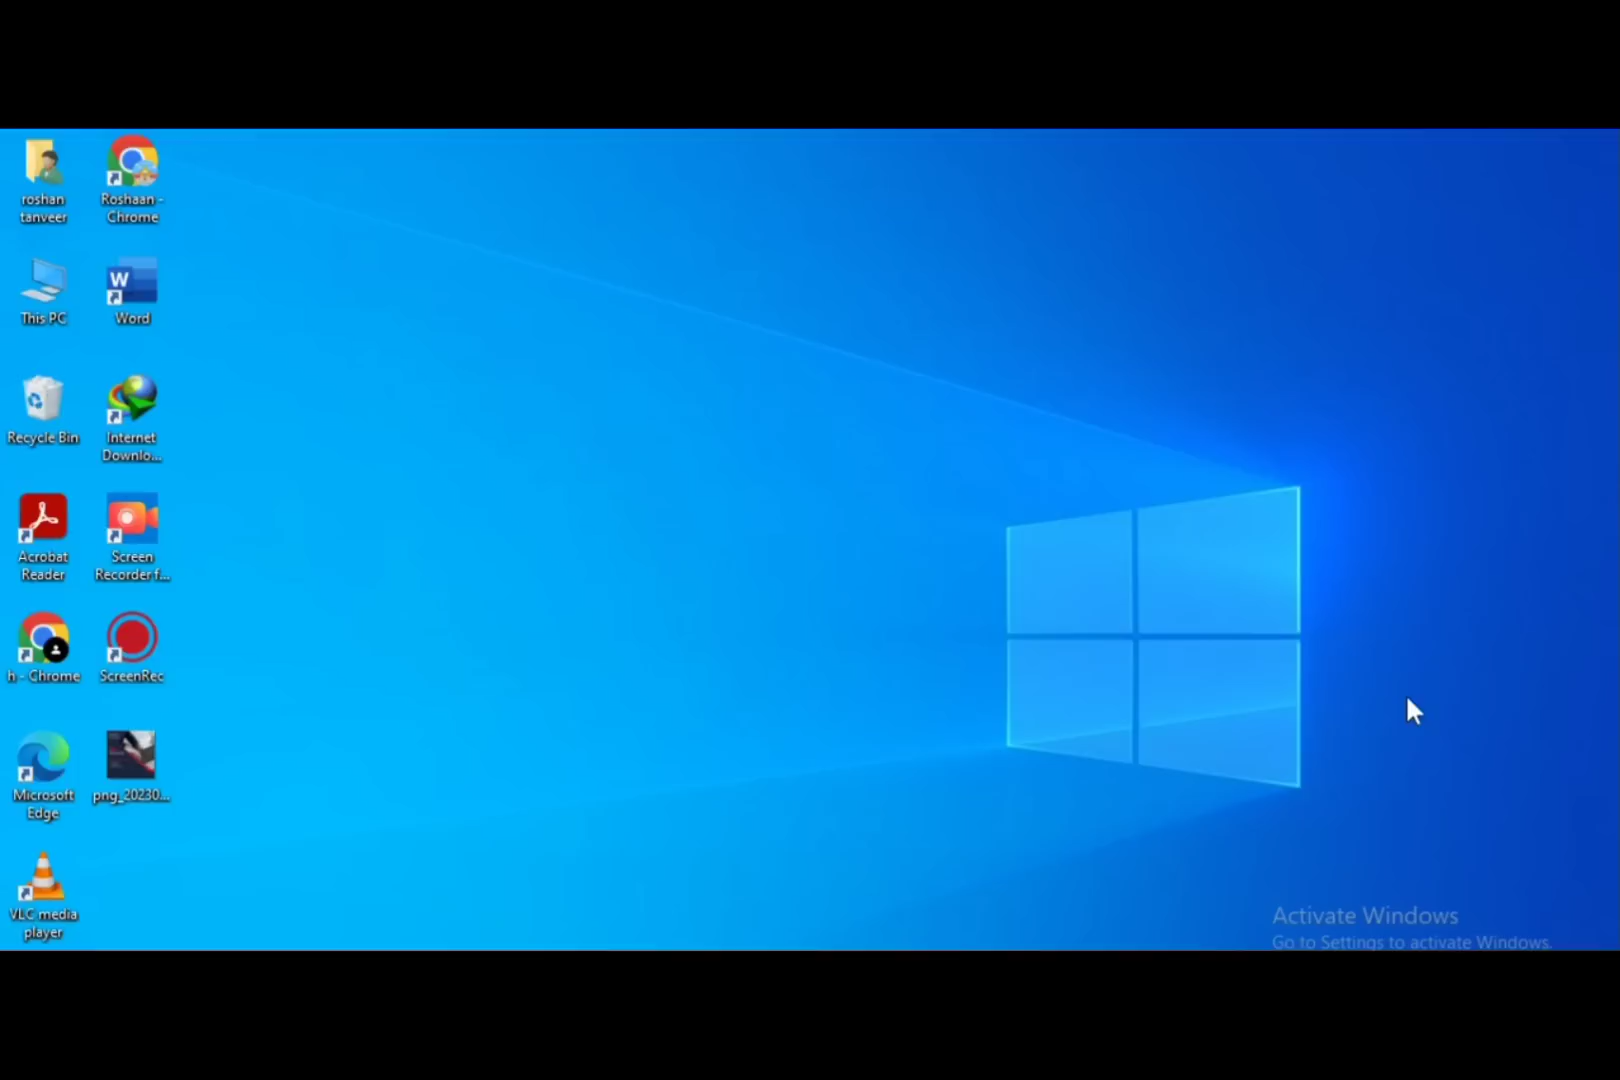 roshan
tanveer
Roshaan -
Chrome
This PC
Word
Recycle Bin
Internet
Downlo...
Acrobat
Reader
Screen
Recorder f...
h - Chrome
ScreenRec
Microsoft
Edge
png_20230...
VLC media
player
Activate Windows
Go to Settings to activate Windows.